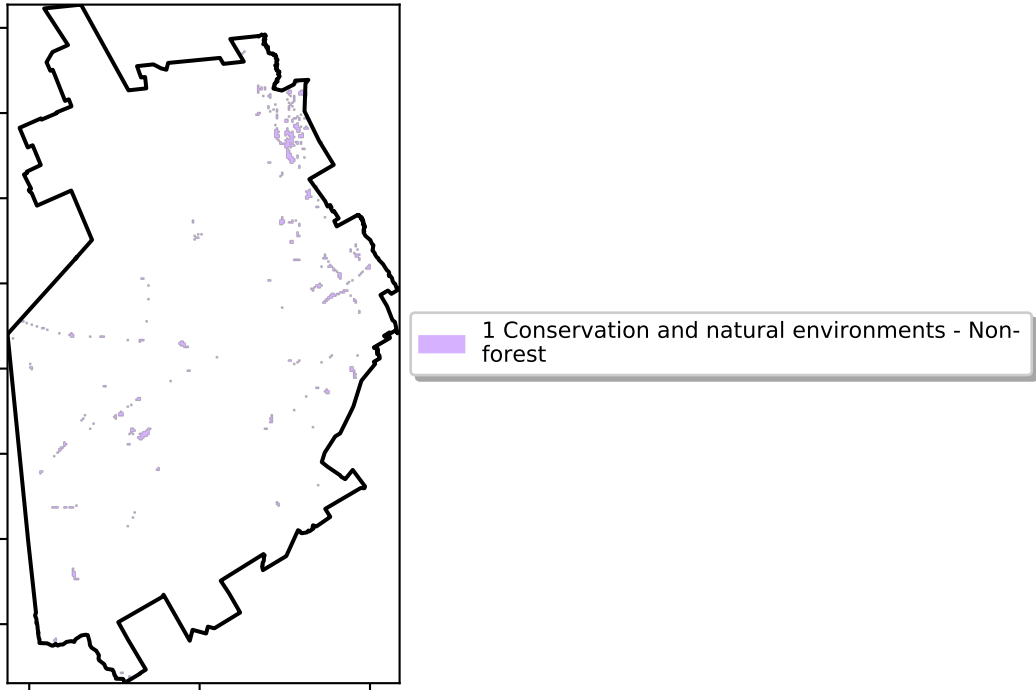 1 Conservation and natural environments - Non-
forest